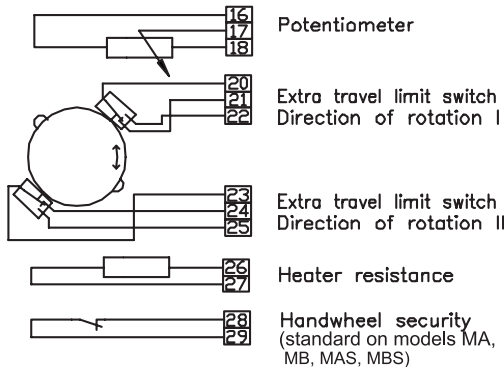 16
17
18
Potentiometer
20
21
22
Extra travel limit switch
Direction of rotation I
23
24
25
Extra travel limit switch
Direction of rotation II
26
27
Heater resistance
28
29
Handwheel security
(standard on models MA,
MB, MAS, MBS)